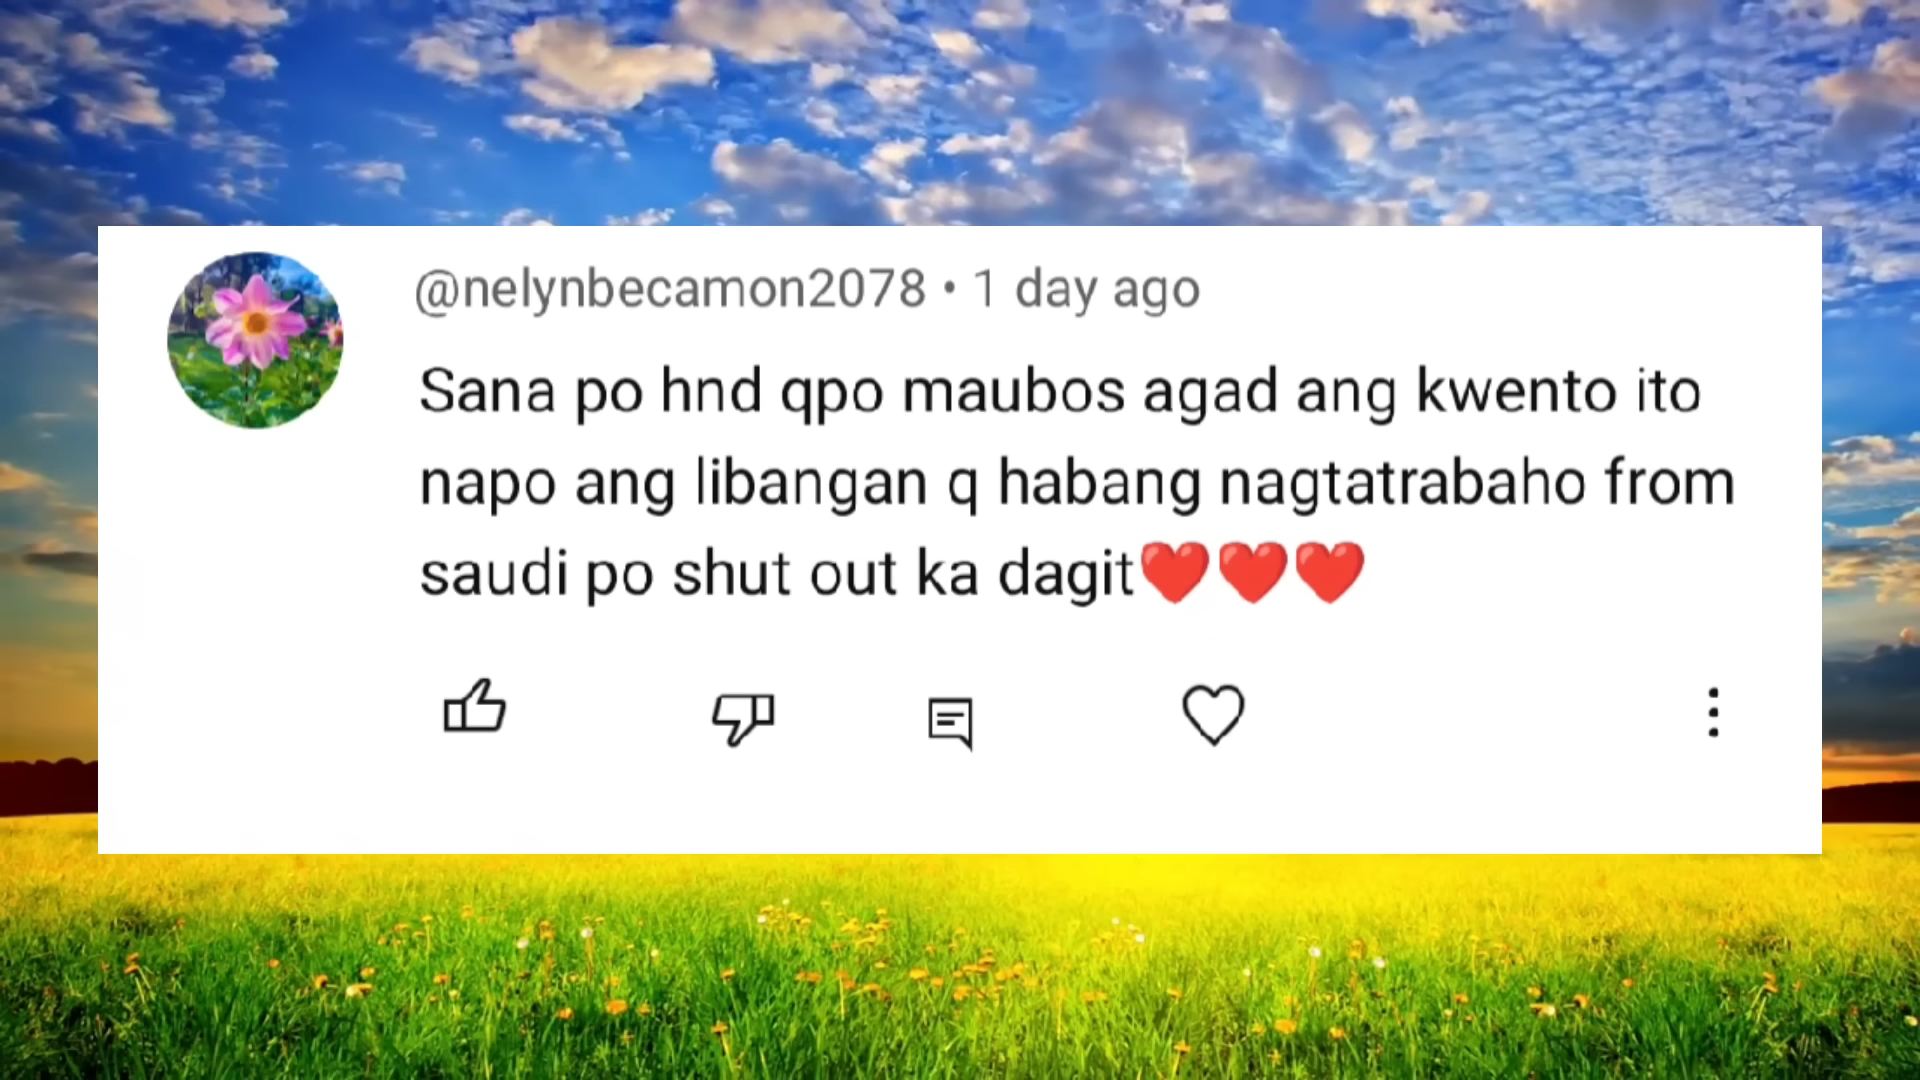 @nelynbecamon2078 • 1 day ago
Sana po hnd qpo maubos agad ang kwento ito
napo ang libangan q habang nagtatrabaho from
saudi po shut out ka dagit❤️❤️❤️